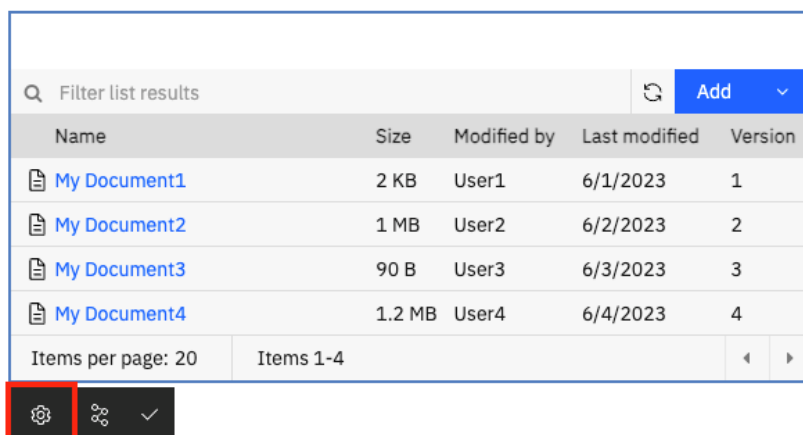 Filter list results Add
Name Size Modified by Last modified Version
My Document1 2 KB User1 6/1/2023 1
My Document2 1 MB User2 6/2/2023 2
My Document3 90 B User3 6/3/2023 3
My Document4 1.2 MB User4 6/4/2023 4
Items per page: 20 Items 1-4